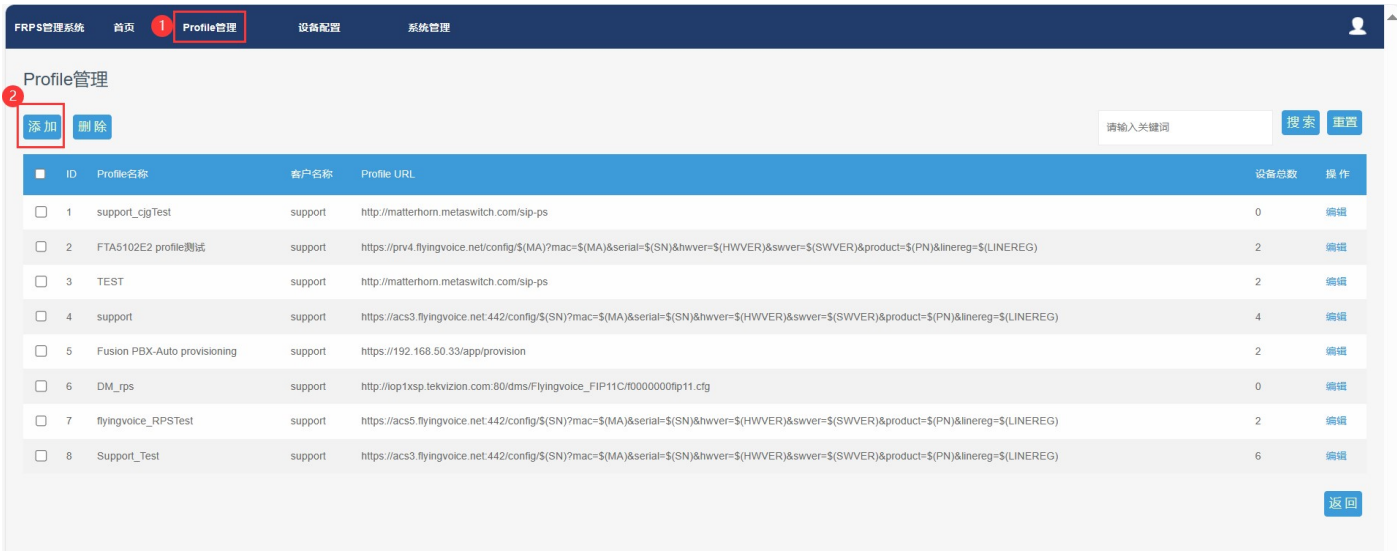 FRPS管理系统 首页 1 Profile管理 设备配置 系统管理
Profile管理
2
添加 删除 请输入关键词 搜索 重置
ID Profile名称 客户名称 Profile URL 设备总数 操作
1 support_cjgTest support http://matterhorn.metaswitch.com/sip-ps 0 编辑
2 FTA5102E2 profile测试 support https://prv4.flyingvoice.net/config/$(MA)?mac=$(MA)&serial=$(SN)&hwver=$(HWVER)&swver=$(SWVER)&product=$(PN)&linereg=$(LINEREG) 2 编辑
3 TEST support http://matterhorn.metaswitch.com/sip-ps 2 编辑
4 support support https://acs3.flyingvoice.net:442/config/$(SN)?mac=$(MA)&serial=$(SN)&hwver=$(HWVER)&swver=$(SWVER)&product=$(PN)&linereg=$(LINEREG) 4 编辑
5 Fusion PBX-Auto provisioning support https://192.168.50.33/app/provision 2 编辑
6 DM_rps support http://iop1xsp.tekvizion.com:80/dms/Flyingvoice_FIP11C/f0000000fip11.cfg 0 编辑
7 flyingvoice_RPSTest support https://acs5.flyingvoice.net:442/config/$(SN)?mac=$(MA)&serial=$(SN)&hwver=$(HWVER)&swver=$(SWVER)&product=$(PN)&linereg=$(LINEREG) 2 编辑
8 Support_Test support https://acs3.flyingvoice.net:442/config/$(SN)?mac=$(MA)&serial=$(SN)&hwver=$(HWVER)&swver=$(SWVER)&product=$(PN)&linereg=$(LINEREG) 6 编辑
返回